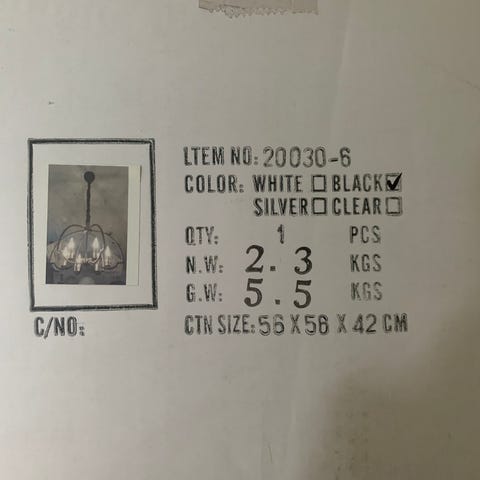 LTEM NO: 20030-6
COLOR: WHITE ☐ BLACK ☑
SILVER ☐ CLEAR ☐
QTY: 1 PCS
N.W: 2.3 KGS
G.W: 5.5 KGS
C/NO:
CTN SIZE: 56 X 56 X 42 CM